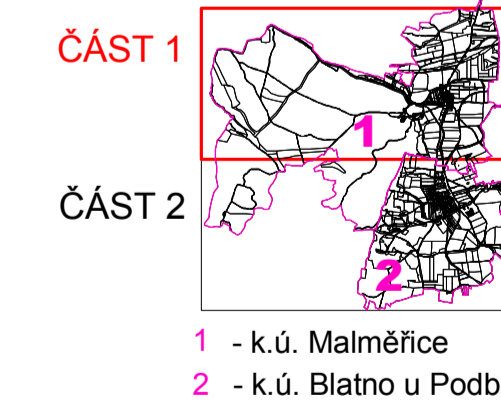 ČÁST 1
1
ČÁST 2
2
1 - k.ú. Malměřice
2 - k.ú. Blatno u Podb